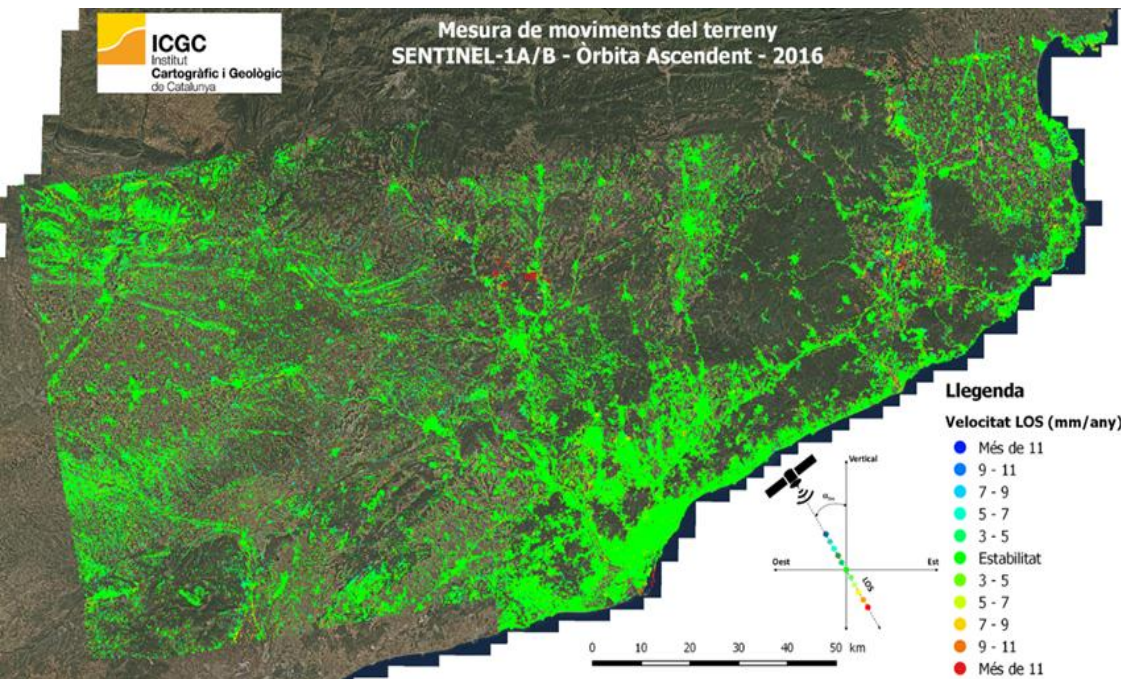 ICGC
Institut
Cartogràfic i Geològic
de Catalunya
Mesura de moviments del terreny
SENTINEL-1A/B - Òrbita Ascendent - 2016
Llegenda
Velocitat LOS (mm/any)
Més de 11
9 - 11
7 - 9
5 - 7
3 - 5
Estabilitat
3 - 5
5 - 7
7 - 9
9 - 11
Més de 11
Vertical
Oest
Est
LOS
0 10 20 30 40 50 km